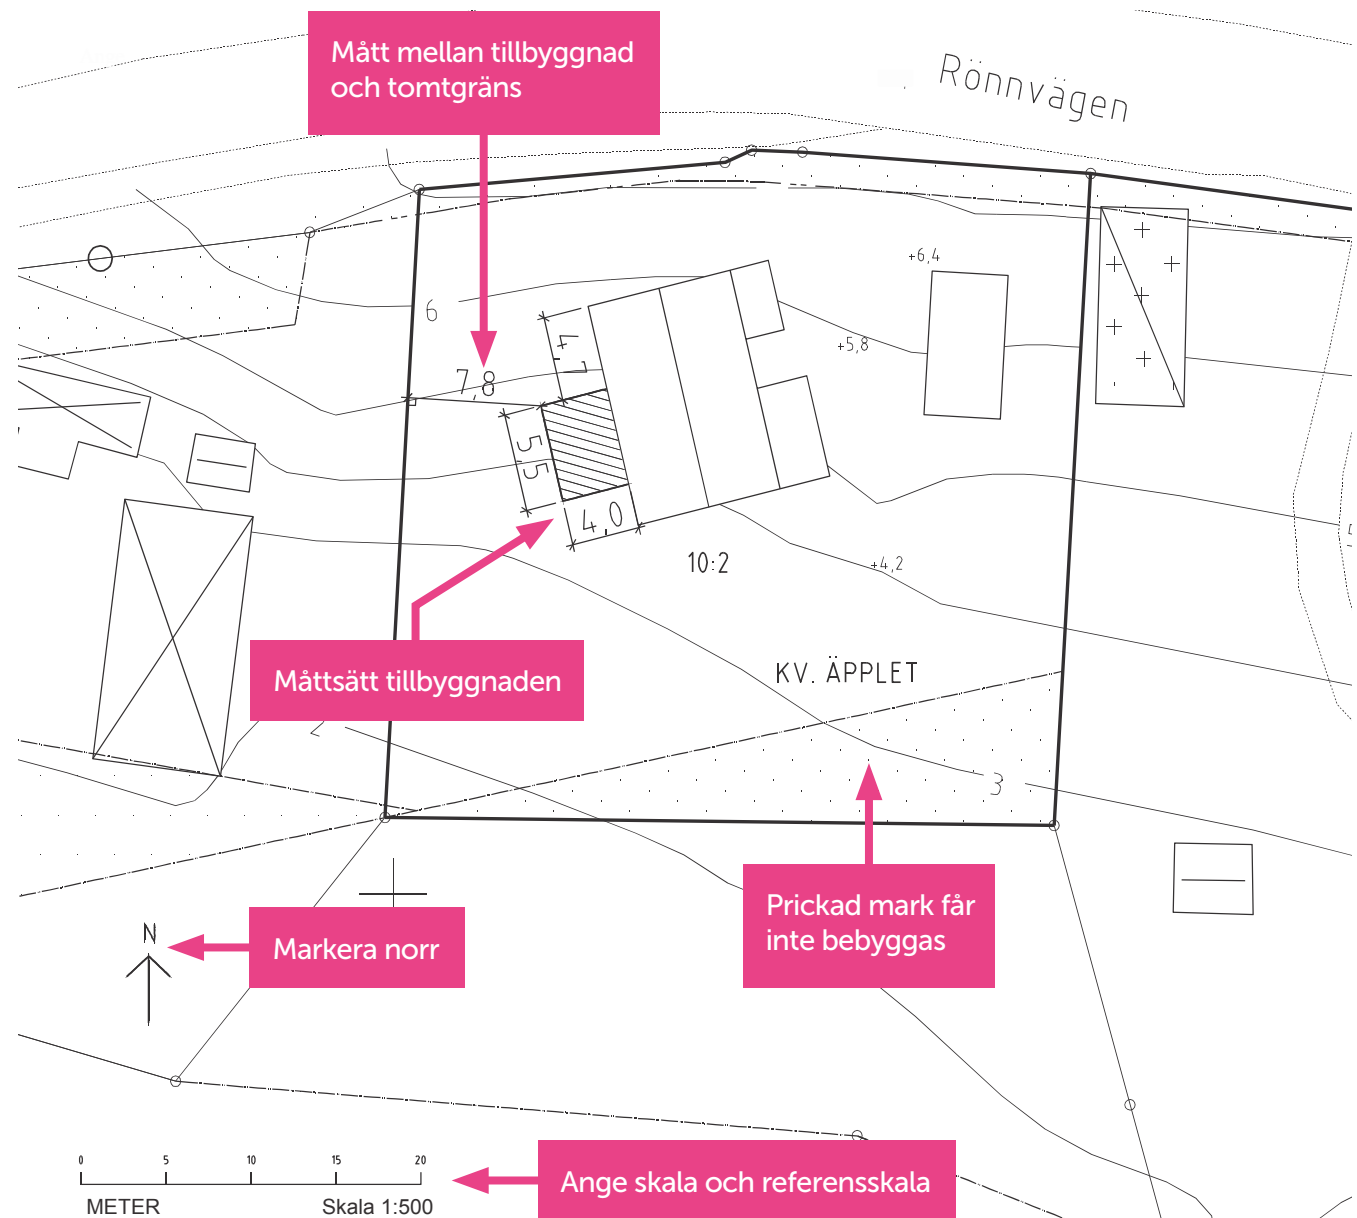 Mått mellan tillbyggnad
och tomtgräns
Rönnvägen
+6,4
6
4,7
+5,8
7,8
5,5
4,0
10:2
+4,2
KV. ÄPPLET
Måttsätt tillbyggnaden
2
3
Prickad mark får
inte bebyggas
N
Markera norr
0 5 10 15 20
METER Skala 1:500
Ange skala och referensskala